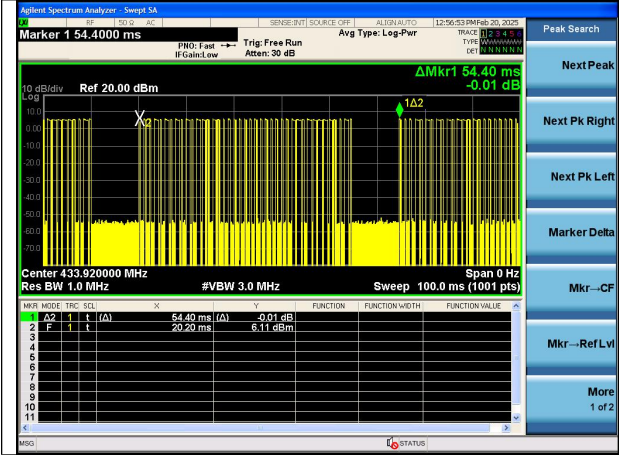 Agilent Spectrum Analyzer - Swept SA
RF 50 Ω AC SENSE:INT SOURCE OFF ALIGNAUTO 12:56:53 PM Feb 20, 2025
Marker 1 54.4000 ms
PNO: Fast
IFGain:Low
Trig: Free Run
Atten: 30 dB
Avg Type: Log-Pwr
TRACE 1 2 3 4 5 6
TYPE
DET N N N N N N
Peak Search
Next Peak
Next Pk Right
Next Pk Left
Marker Delta
Mkr→CF
Mkr→Ref Lvl
More
1 of 2
ΔMkr1 54.40 ms
-0.01 dB
10 dB/div Ref 20.00 dBm
Log
1Δ2
X2
10.0
0.00
-10.0
-20.0
-30.0
-40.0
-50.0
-60.0
-70.0
Center 433.920000 MHz Span 0 Hz
Res BW 1.0 MHz #VBW 3.0 MHz Sweep 100.0 ms (1001 pts)
MKR MODE TRC SCL X Y FUNCTION FUNCTION WIDTH FUNCTION VALUE
1 Δ2 1 t (Δ) 54.40 ms (Δ) -0.01 dB
2 F 1 t 20.20 ms 6.11 dBm
3
4
5
6
7
8
9
10
11
MSG STATUS